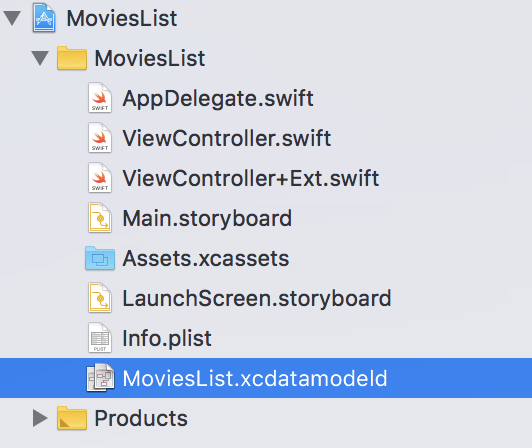 MoviesList
MoviesList
AppDelegate.swift
ViewController.swift
ViewController+Ext.swift
Main.storyboard
Assets.xcassets
LaunchScreen.storyboard
Info.plist
MoviesList.xcdatamodeld
Products